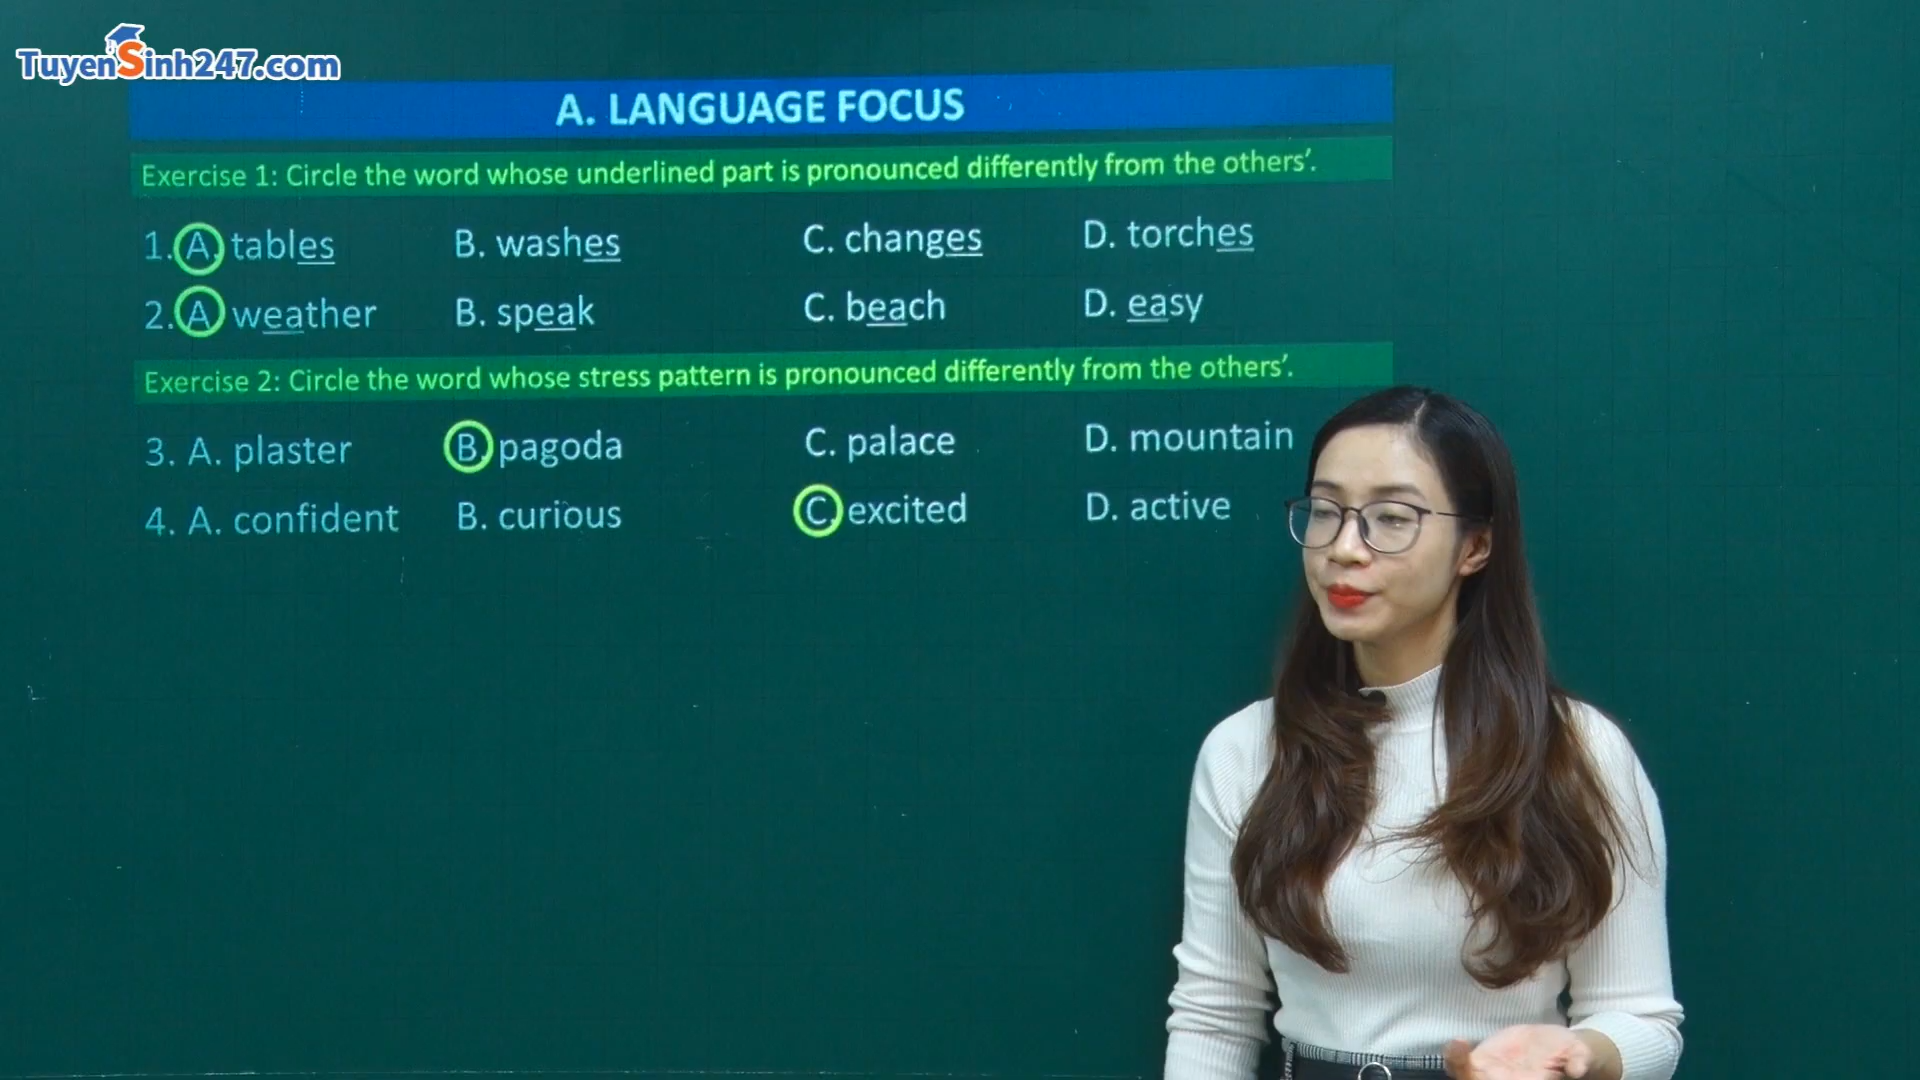 TuyenSinh247.com
A. LANGUAGE FOCUS
Exercise 1: Circle the word whose underlined part is pronounced differently from the others’.
1. A. tables B. washes C. changes D. torches
2. A weather B. speak C. beach D. easy
Exercise 2: Circle the word whose stress pattern is pronounced differently from the others’.
3. A. plaster B. pagoda C. palace D. mountain
4. A. confident B. curious C. excited D. active